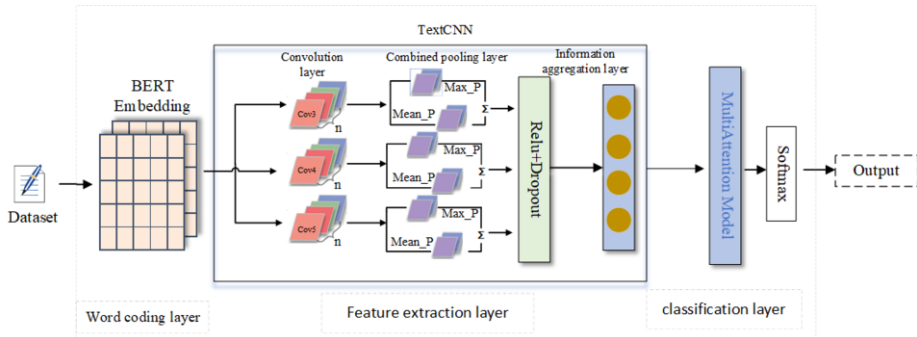 TextCNN
Convolution
layer
Combined pooling layer
Information
aggregation layer
BERT
Embedding
Cov3
n
Max_P
Mean_P
Σ
Cov4
n
Max_P
Mean_P
Σ
Cov5
n
Max_P
Mean_P
Σ
Relu+Dropout
MultiAttention Model
Softmax
Output
Dataset
Word coding layer
Feature extraction layer
classification layer